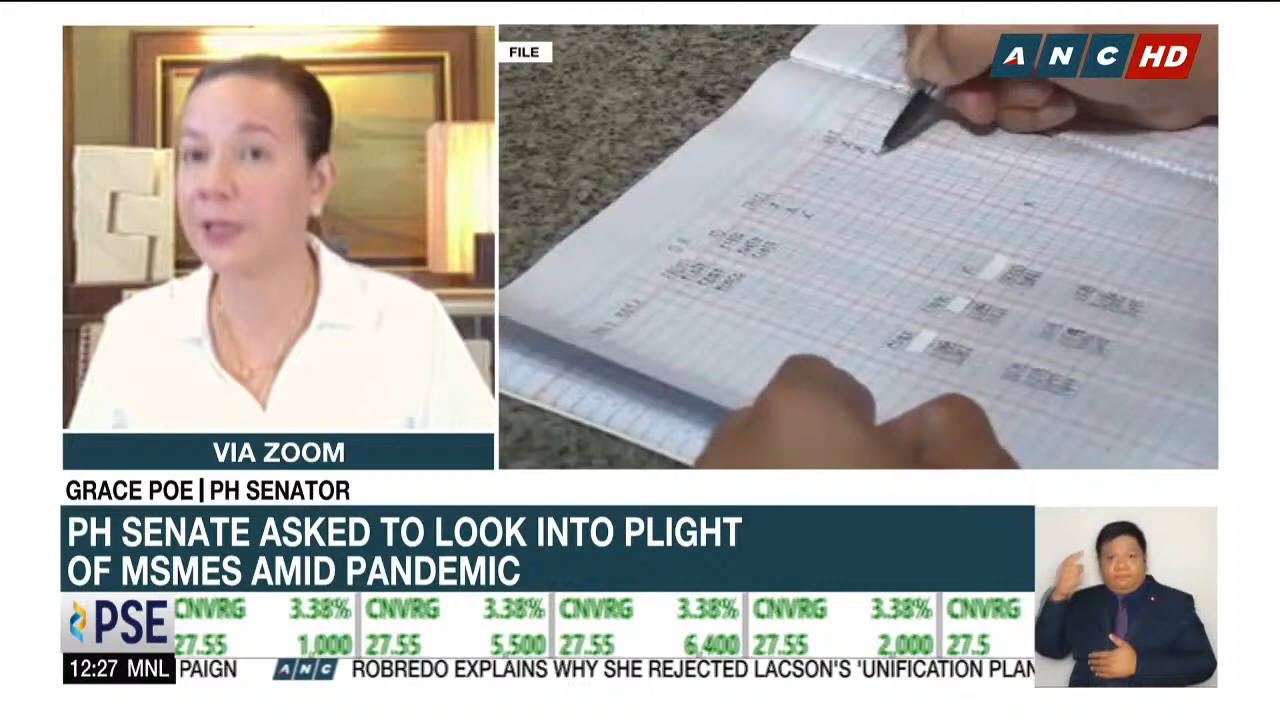 FILE
ANC HD
VIA ZOOM
GRACE POE | PH SENATOR
PH SENATE ASKED TO LOOK INTO PLIGHT
OF MSMES AMID PANDEMIC
PSE
CNVRG 3.38% CNVRG 3.38% CNVRG 3.38% CNVRG 3.38% CNVRG
27.55 1,000 27.55 5,500 27.55 6,400 27.55 2,000 27.5
12:27 MNL PAIGN ANC ROBREDO EXPLAINS WHY SHE REJECTED LACSON'S 'UNIFICATION PLAN